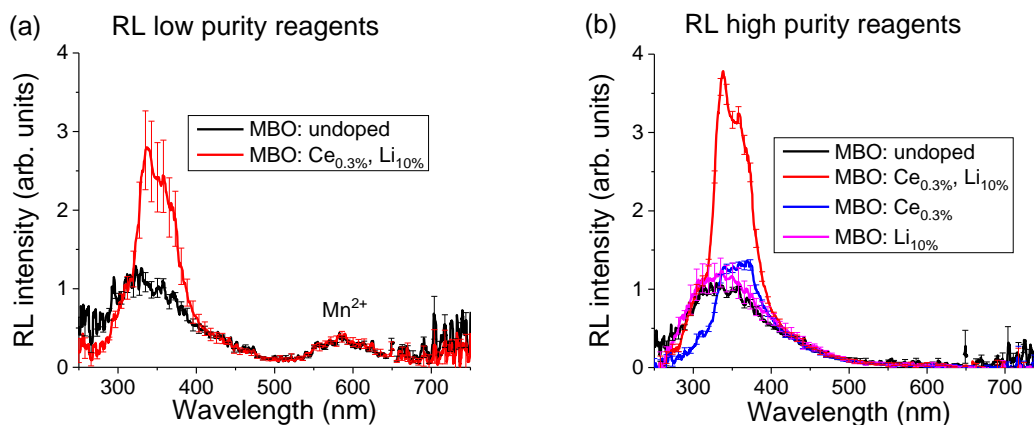 (a) RL low purity reagents
RL intensity (arb. units)
4
3
2
1
0
MBO: undoped
MBO: Ce0.3%, Li10%
Mn2+
300 400 500 600 700
Wavelength (nm)
(b) RL high purity reagents
RL intensity (arb. units)
4
3
2
1
0
MBO: undoped
MBO: Ce0.3%, Li10%
MBO: Ce0.3%
MBO: Li10%
300 400 500 600 700
Wavelength (nm)